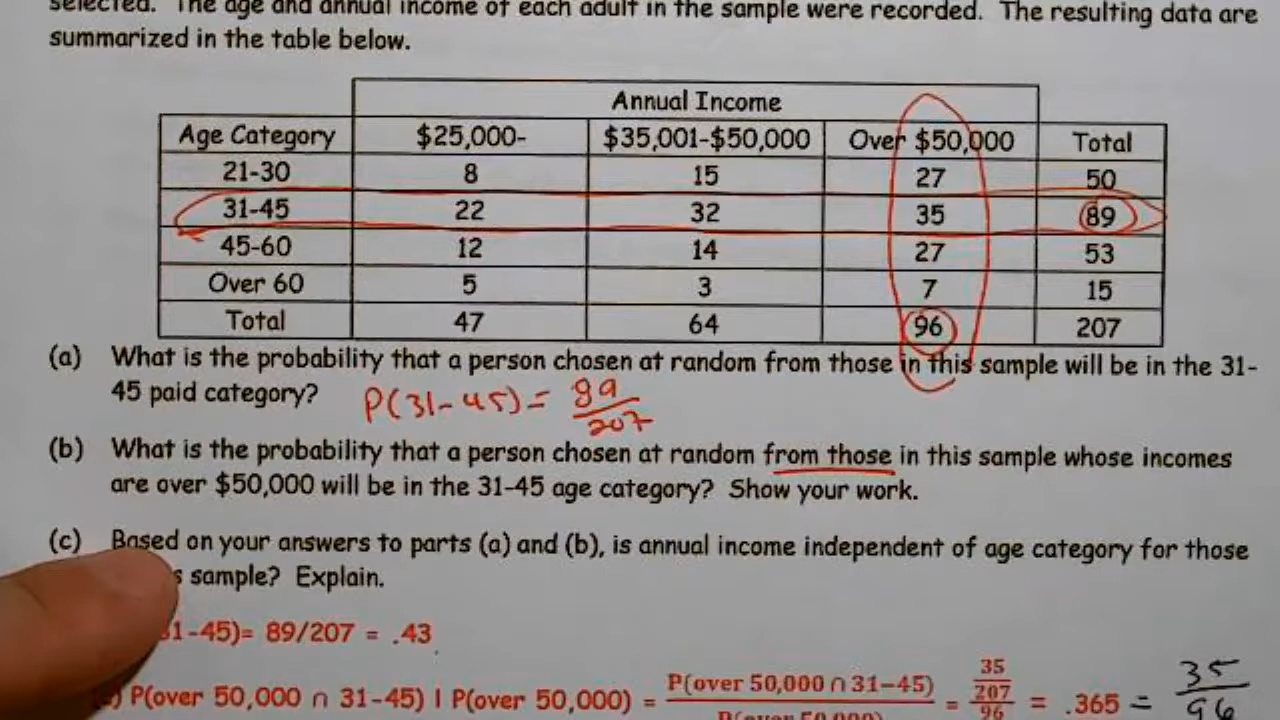 selected. The age and annual income of each adult in the sample were recorded. The resulting data are
summarized in the table below.
Annual Income
Age Category $25,000- $35,001-$50,000 Over $50,000 Total
21-30 8 15 27 50
31-45 22 32 35 89
45-60 12 14 27 53
Over 60 5 3 7 15
Total 47 64 96 207
(a) What is the probability that a person chosen at random from those in this sample will be in the 31-
45 paid category? P(31-45) = 89/207
(b) What is the probability that a person chosen at random from those in this sample whose incomes
are over $50,000 will be in the 31-45 age category? Show your work.
(c) Based on your answers to parts (a) and (b), is annual income independent of age category for those
sample? Explain.
31-45)= 89/207 = .43
) P(over 50,000 ∩ 31-45) | P(over 50,000) = P(over 50,000 ∩ 31-45)/P(over 50,000) = 35/207/96 = .365 = 35/96